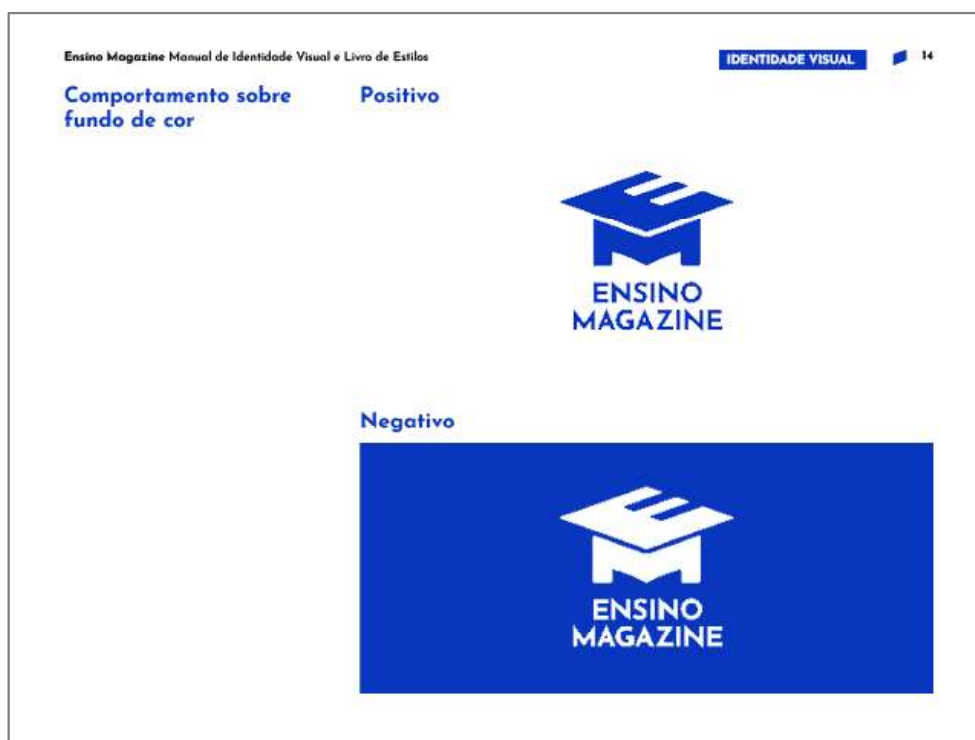 Ensino Magazine Manual de Identidade Visual e Livro de Estilos
IDENTIDADE VISUAL
14
Comportamento sobre
fundo de cor
Positivo
ENSINO
MAGAZINE
Negativo
ENSINO
MAGAZINE